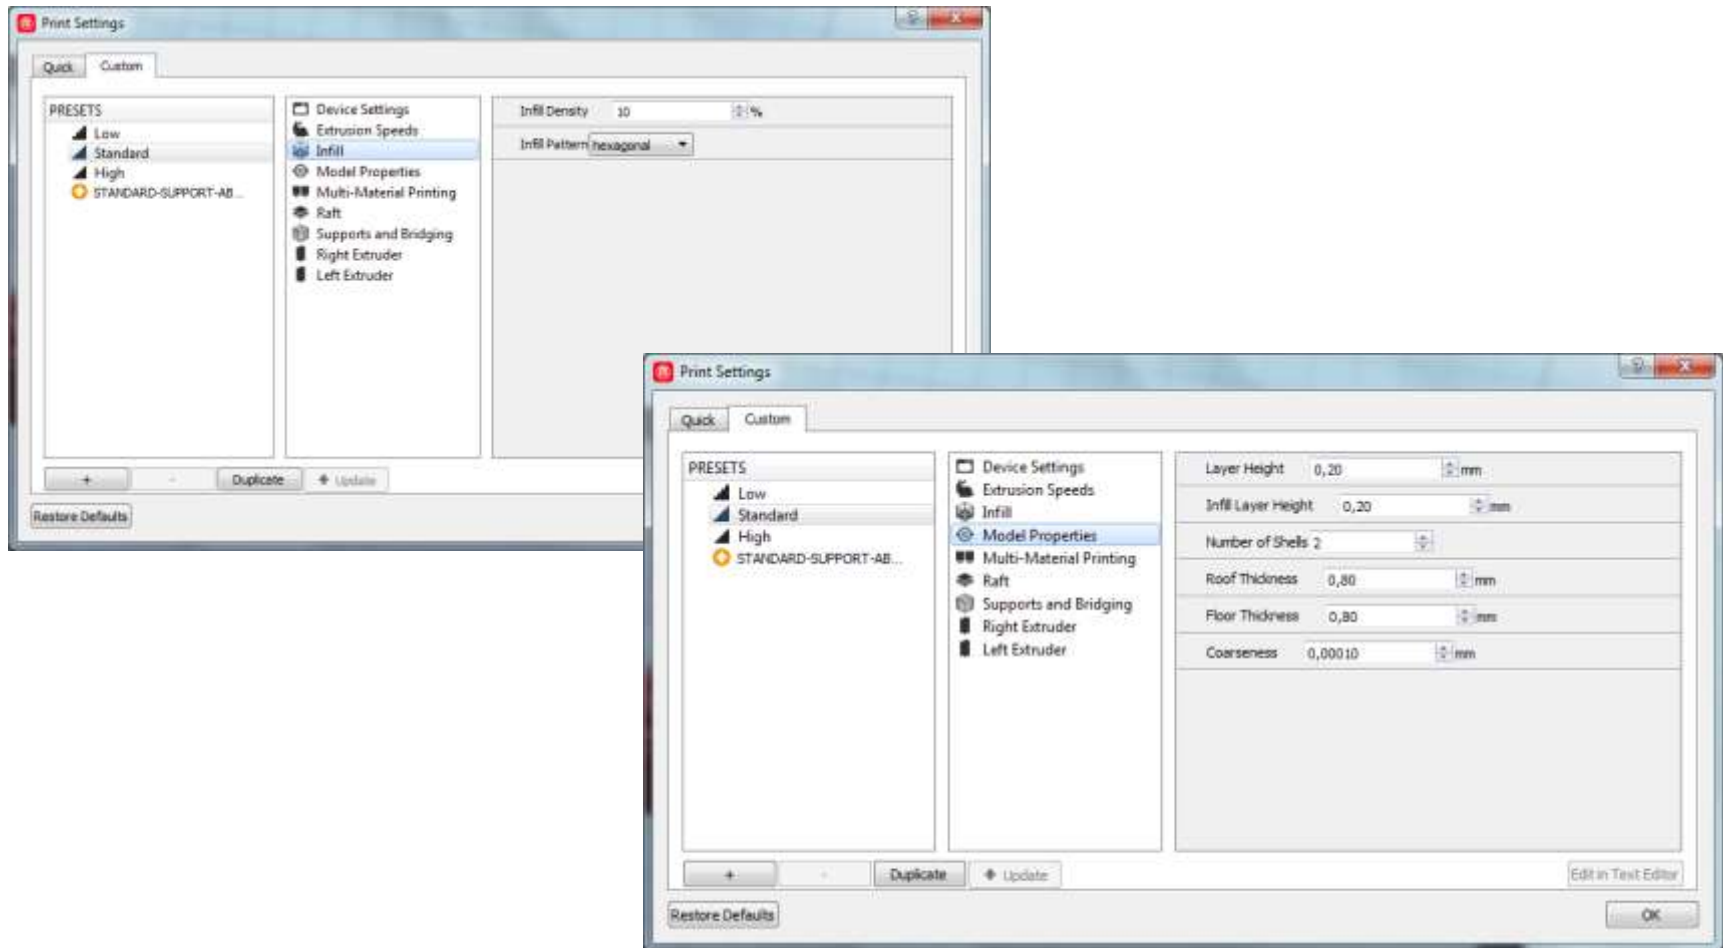 Print Settings
Quick Custom
PRESETS
Low
Standard
High
STANDARD-SUPPORT-AB...
Device Settings
Extrusion Speeds
Infill
Model Properties
Multi-Material Printing
Raft
Supports and Bridging
Right Extruder
Left Extruder
Infill Density 10 %
Infill Pattern hexagonal
+ - Duplicate Update
Restore Defaults
Print Settings
Quick Custom
PRESETS
Low
Standard
High
STANDARD-SUPPORT-AB...
Device Settings
Extrusion Speeds
Infill
Model Properties
Multi-Material Printing
Raft
Supports and Bridging
Right Extruder
Left Extruder
Layer Height 0,20 mm
Infill Layer Height 0,20 mm
Number of Shells 2
Roof Thickness 0,80 mm
Floor Thickness 0,80 mm
Coarseness 0,00010 mm
+ - Duplicate Update Edit in Text Editor
Restore Defaults OK